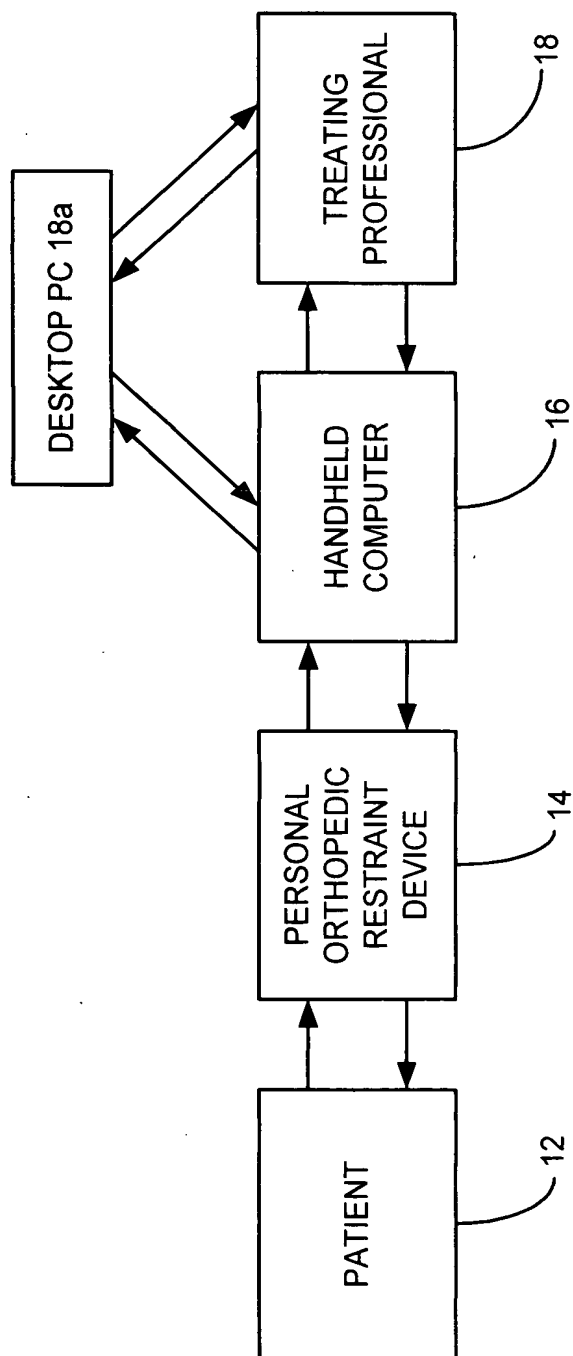 DESKTOP PC 18a
PATIENT
PERSONAL
ORTHOPEDIC
RESTRAINT
DEVICE
HANDHELD
COMPUTER
TREATING
PROFESSIONAL
12
14
16
18